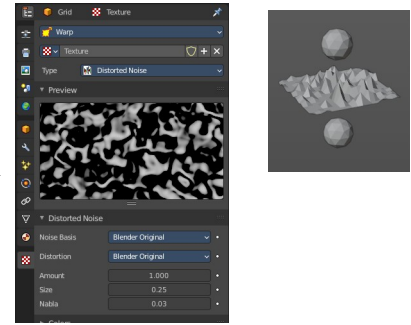 Grid Texture
Warp
Texture
Type Distorted Noise
Preview
Distorted Noise
Noise Basis Blender Original
Distortion Blender Original
Amount 1.000
Size 0.25
Nabla 0.03
Colors